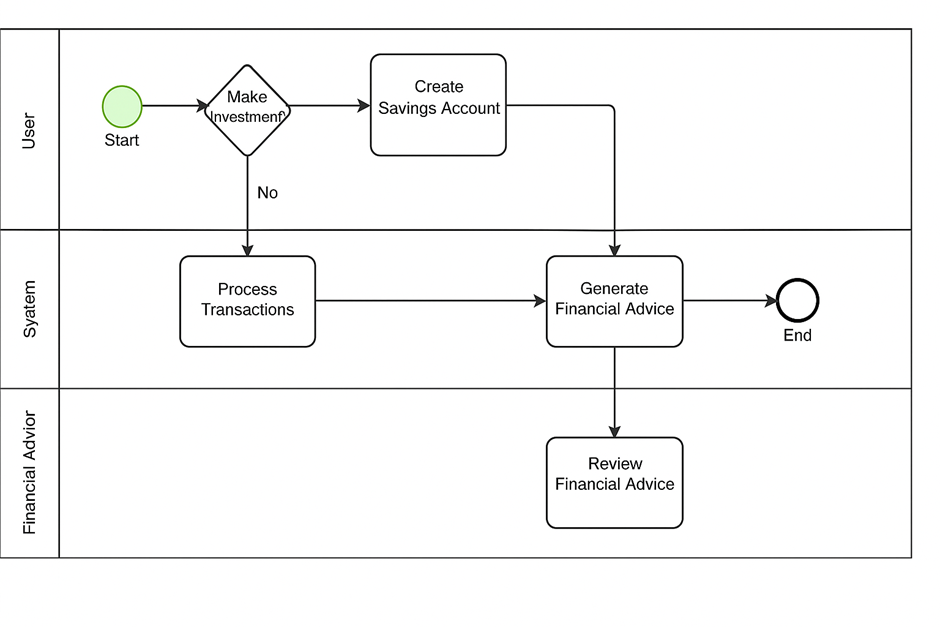 User
Start
Make
Investment?
Create
Savings Account
No
Syatem
Process
Transactions
Generate
Financial Advice
End
Financial Advior
Review
Financial Advice